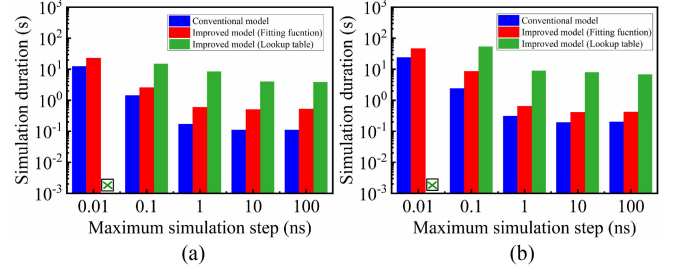 Simulation duration (s)
10³
10²
10¹
10⁰
10⁻¹
10⁻²
10⁻³
Conventional model
Improved model (Fitting fucntion)
Improved model (Lookup table)
0.01 0.1 1 10 100
Maximum simulation step (ns)
(a)
Simulation duration (s)
10³
10²
10¹
10⁰
10⁻¹
10⁻²
10⁻³
Conventional model
Improved model (Fitting fucntion)
Improved model (Lookup table)
0.01 0.1 1 10 100
Maximum simulation step (ns)
(b)